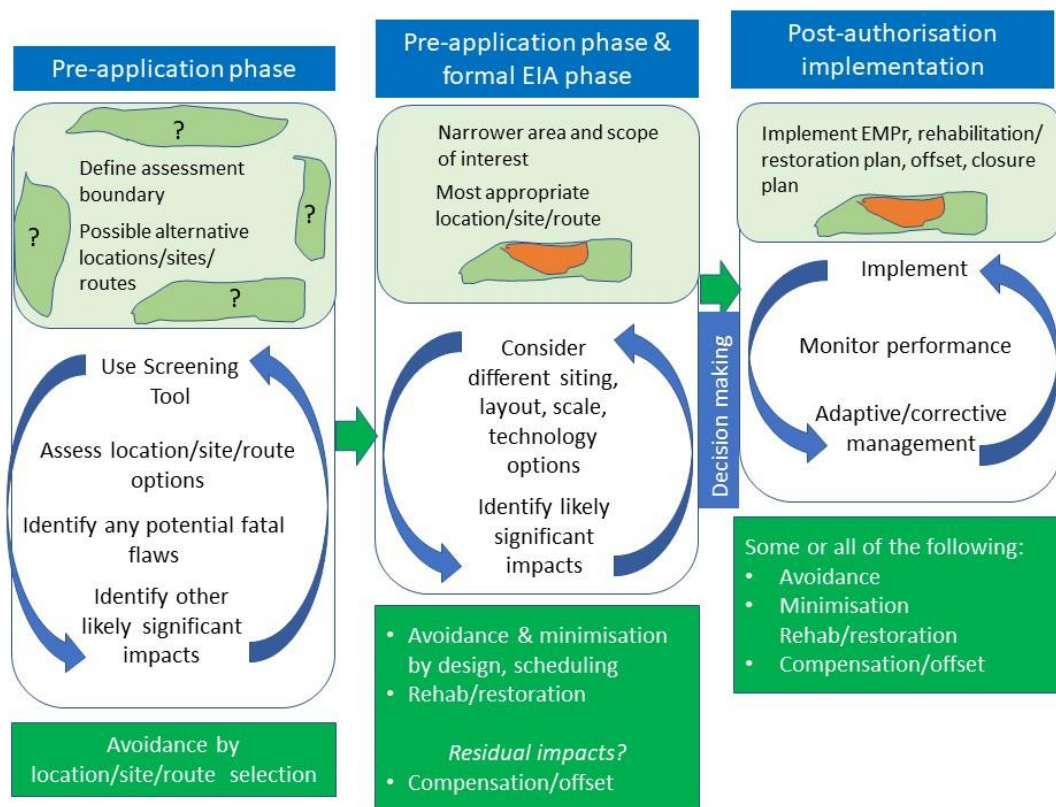 Pre-application phase
?
Define assessment
boundary
?
?
Possible alternative
locations/sites/
routes
?
Use Screening
Tool
Assess location/site/route
options
Identify any potential fatal
flaws
Identify other
likely significant
impacts
Avoidance by
location/site/route selection
Pre-application phase &
formal EIA phase
Narrower area and scope
of interest
Most appropriate
location/site/route
Consider
different siting,
layout, scale,
technology
options
Identify likely
significant
impacts
• Avoidance & minimisation
by design, scheduling
• Rehab/restoration
Residual impacts?
• Compensation/offset
Decision making
Post-authorisation
implementation
Implement EMPr, rehabilitation/
restoration plan, offset, closure
plan
Implement
Monitor performance
Adaptive/corrective
management
Some or all of the following:
• Avoidance
• Minimisation
Rehab/restoration
• Compensation/offset